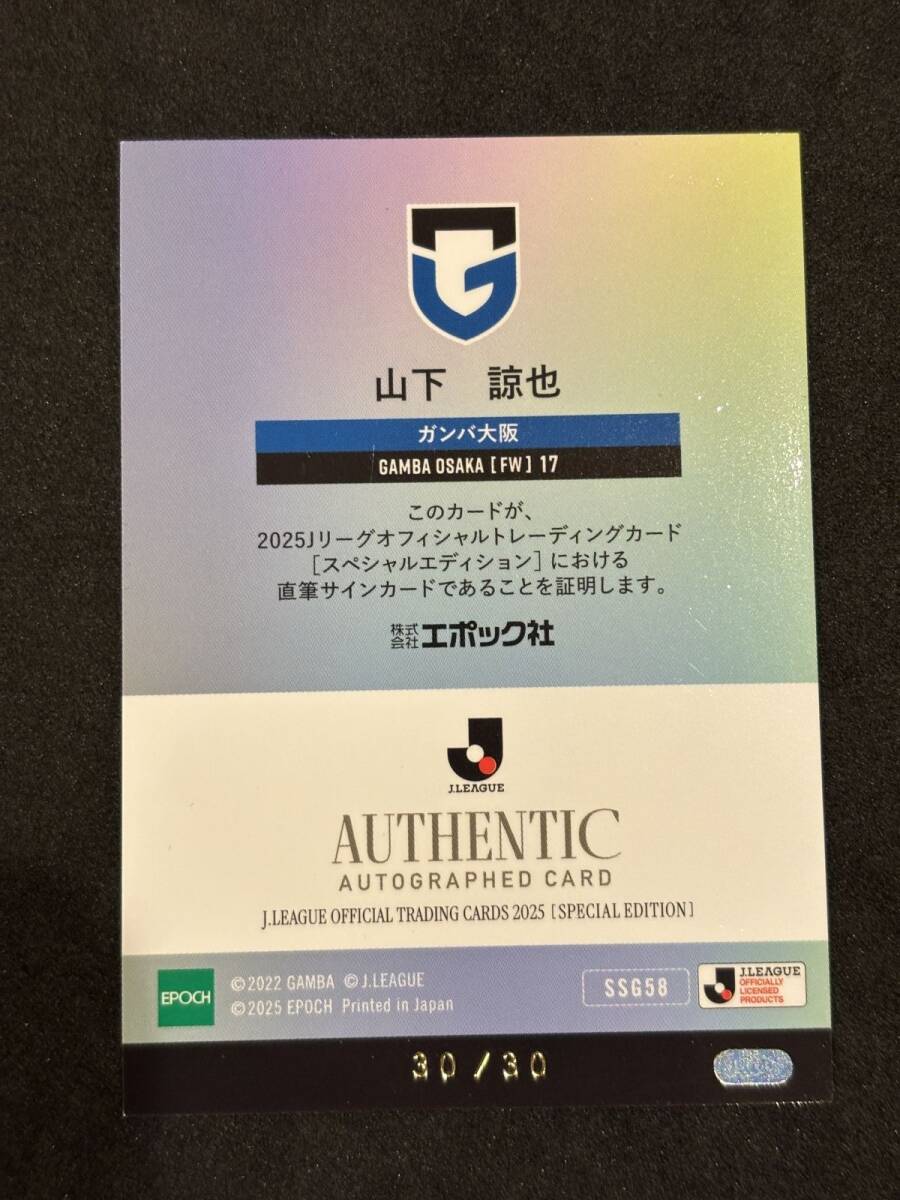 山下　諒也
ガンバ大阪
GAMBA OSAKA [FW] 17
このカードが、
2025Jリーグオフィシャルトレーディングカード
[スペシャルエディション]における
直筆サインカードであることを証明します。
株式会社エポック社
J.LEAGUE
AUTHENTIC
AUTOGRAPHED CARD
J.LEAGUE OFFICIAL TRADING CARDS 2025 [SPECIAL EDITION]
EPOCH
©2022 GAMBA ©J.LEAGUE
©2025 EPOCH Printed in Japan
SSG58
J.LEAGUE
OFFICIALLY
LICENSED
PRODUCTS
30/30